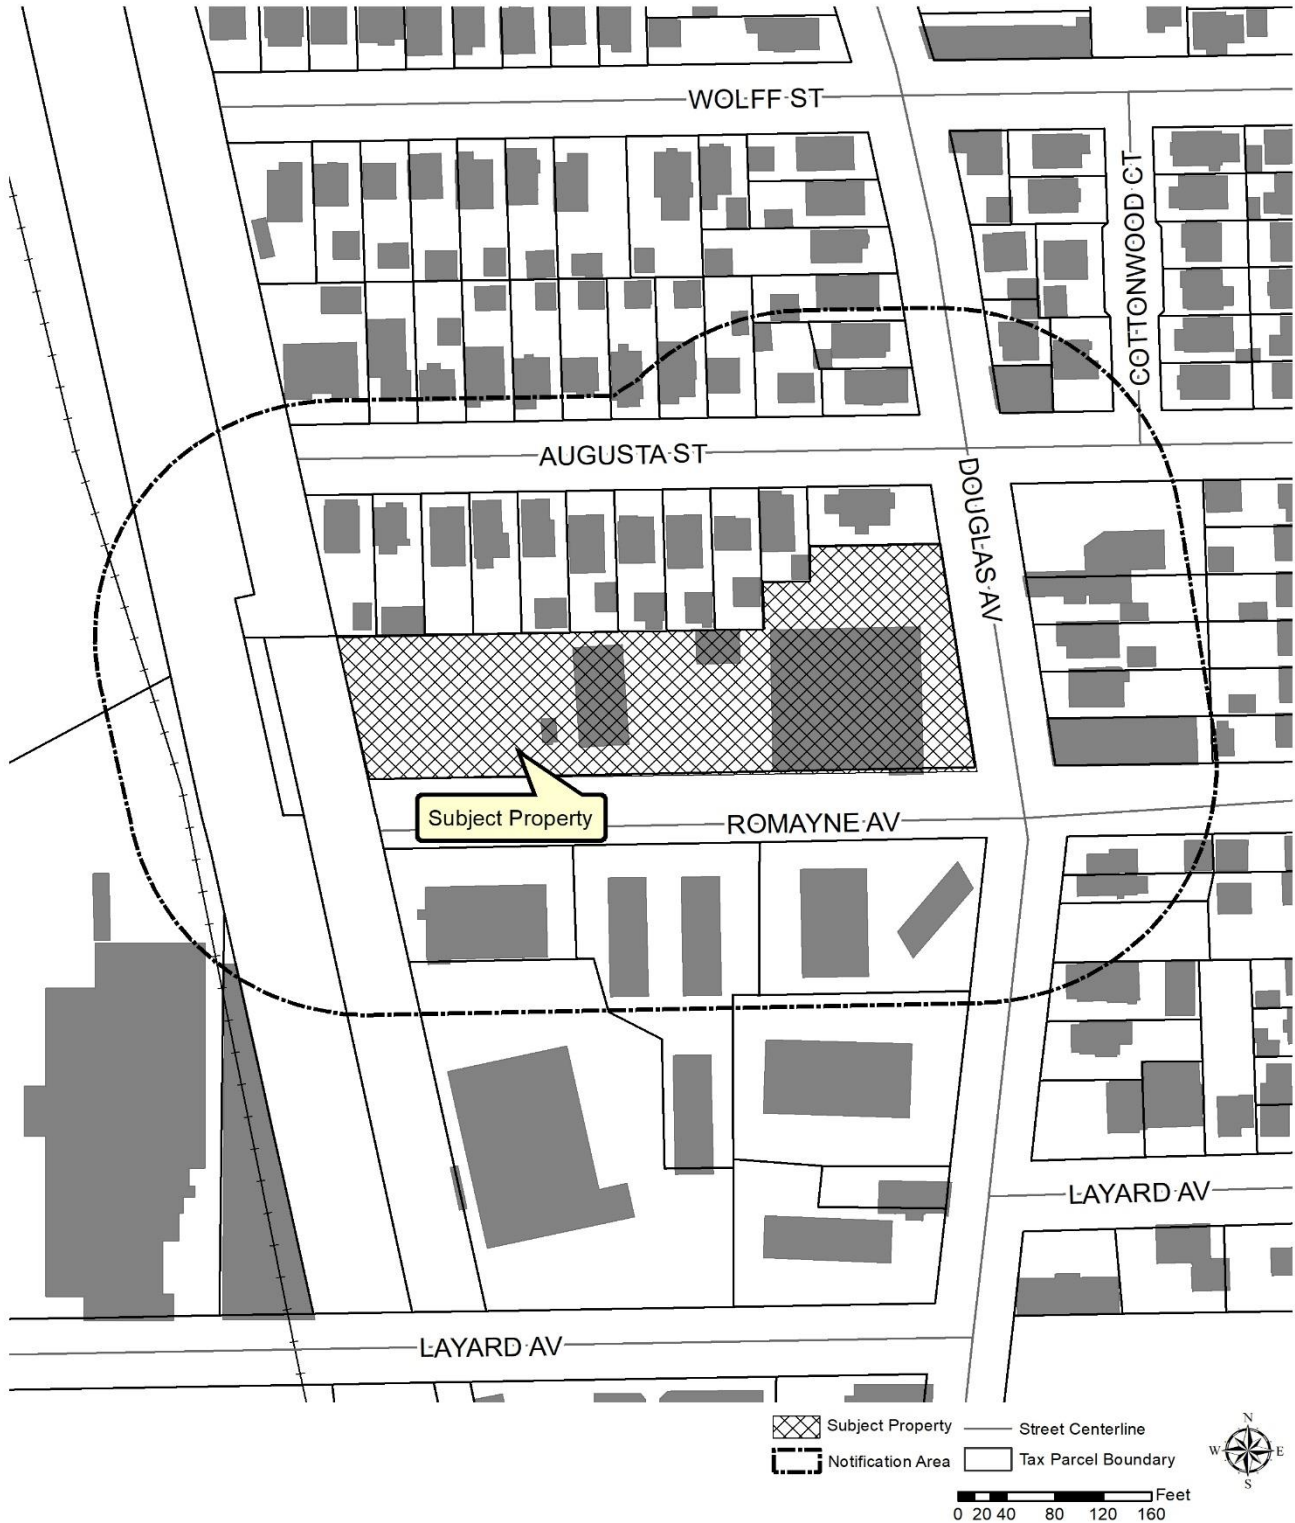 WOLFF ST
COTTONWOOD CT
AUGUSTA ST
DOUGLAS AV
Subject Property
ROMAYNE AV
LAYARD AV
LAYARD AV
Subject Property
Street Centerline
Notification Area
Tax Parcel Boundary
N
W E
S
Feet
0 20 40 80 120 160